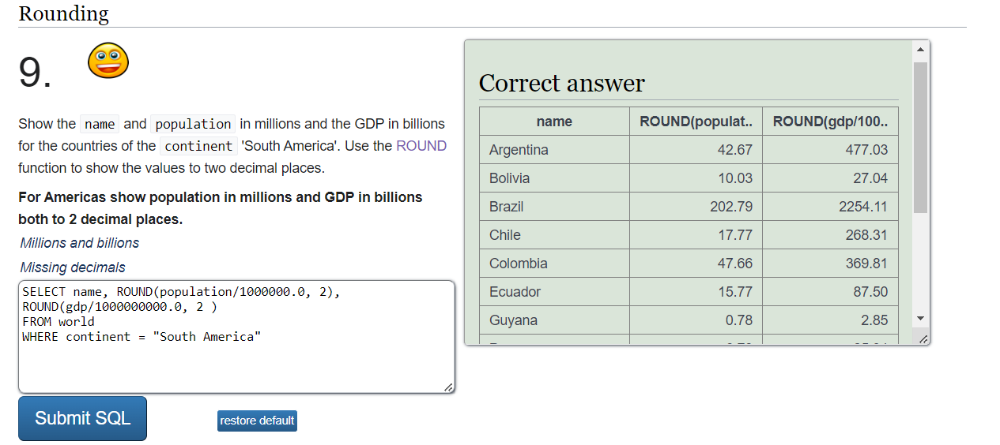 Rounding
9.
Show the name and population in millions and the GDP in billions
for the countries of the continent 'South America'. Use the ROUND
function to show the values to two decimal places.
For Americas show population in millions and GDP in billions
both to 2 decimal places.
Millions and billions
Missing decimals
SELECT name, ROUND(population/1000000.0, 2),
ROUND(gdp/1000000000.0, 2 )
FROM world
WHERE continent = "South America"
Submit SQL
restore default
Correct answer
name ROUND(populat.. ROUND(gdp/100..
Argentina 42.67 477.03
Bolivia 10.03 27.04
Brazil 202.79 2254.11
Chile 17.77 268.31
Colombia 47.66 369.81
Ecuador 15.77 87.50
Guyana 0.78 2.85